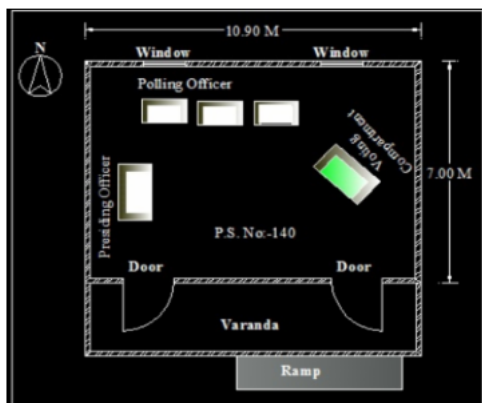 10.90 M
N
Window
Window
Polling Officer
Voting
Compartment
7.00 M
Presiding Officer
P.S. No:-140
Door
Door
Varanda
Ramp